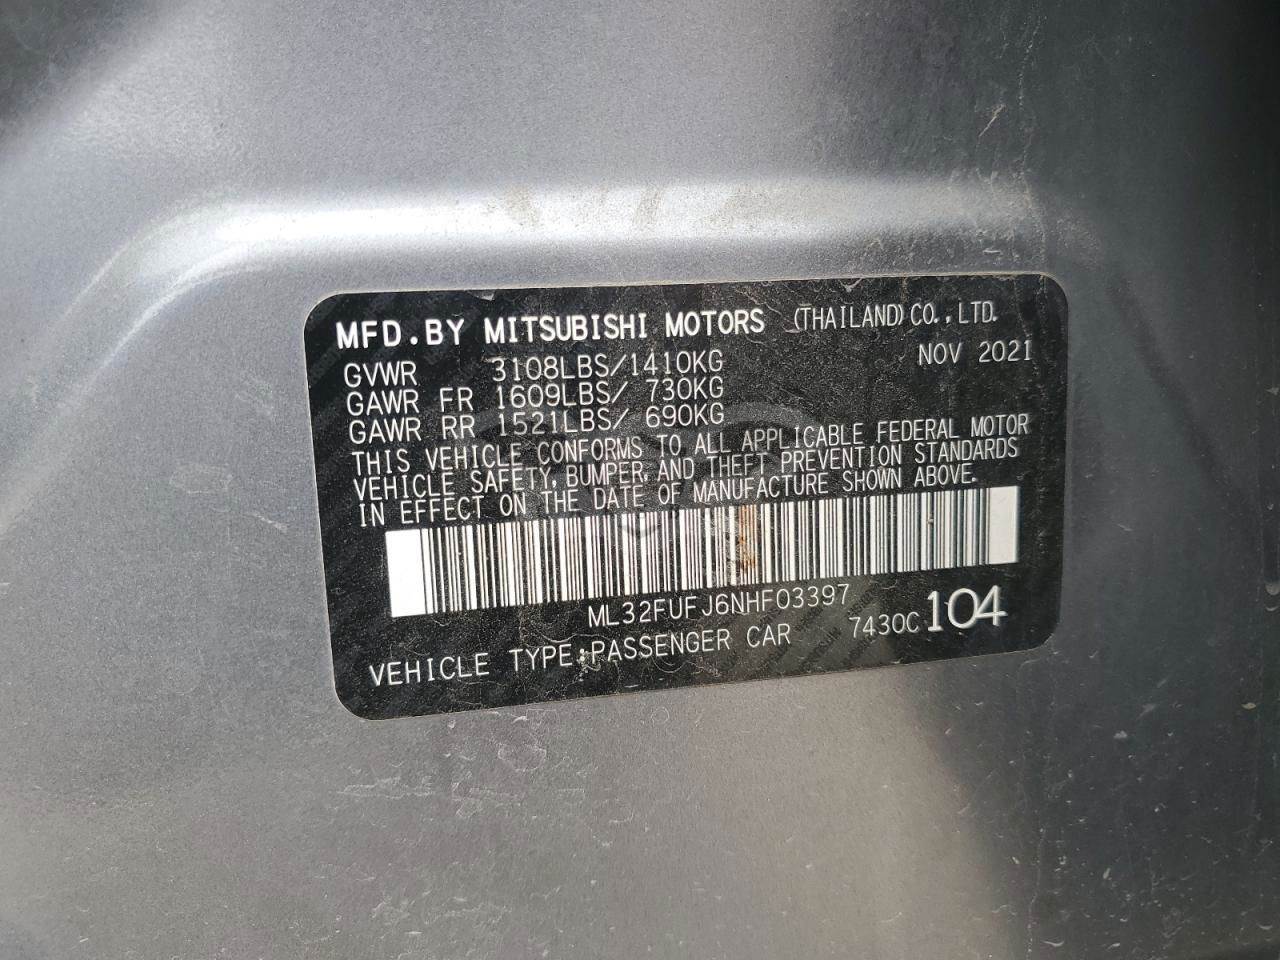 MFD.BY MITSUBISHI MOTORS (THAILAND) CO.,LTD.
GVWR 3108LBS/1410KG NOV 2021
GAWR FR 1609LBS/ 730KG
GAWR RR 1521LBS/ 690KG
THIS VEHICLE CONFORMS TO ALL APPLICABLE FEDERAL MOTOR
VEHICLE SAFETY, BUMPER, AND THEFT PREVENTION STANDARDS
IN EFFECT ON THE DATE OF MANUFACTURE SHOWN ABOVE.
ML32FUFJ6NHF03397
VEHICLE TYPE:PASSENGER CAR 7430C 104